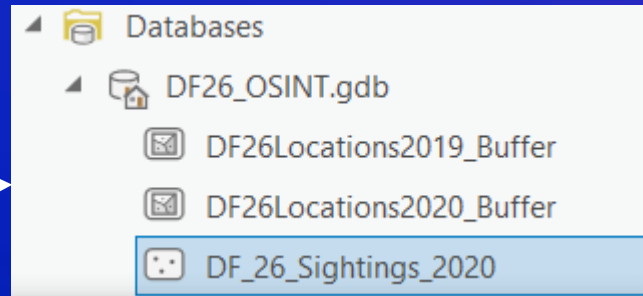 Databases
DF26_OSINT.gdb
DF26Locations2019_Buffer
DF26Locations2020_Buffer
DF_26_Sightings_2020